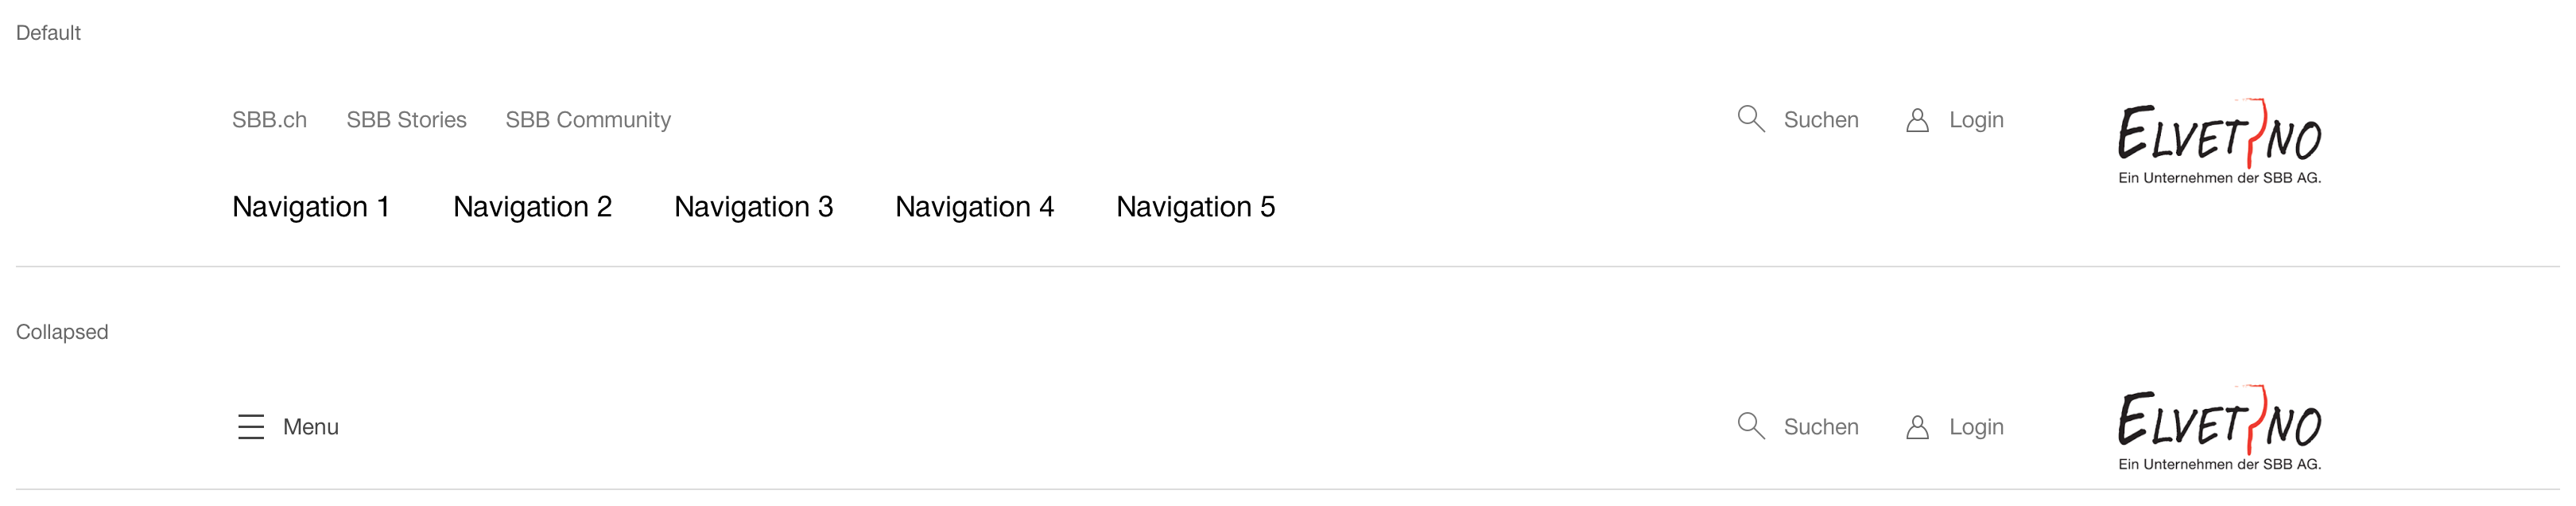 Default
SBB.ch SBB Stories SBB Community Suchen Login
ELVETINO
Ein Unternehmen der SBB AG.
Navigation 1 Navigation 2 Navigation 3 Navigation 4 Navigation 5
Collapsed
Menu Suchen Login
ELVETINO
Ein Unternehmen der SBB AG.